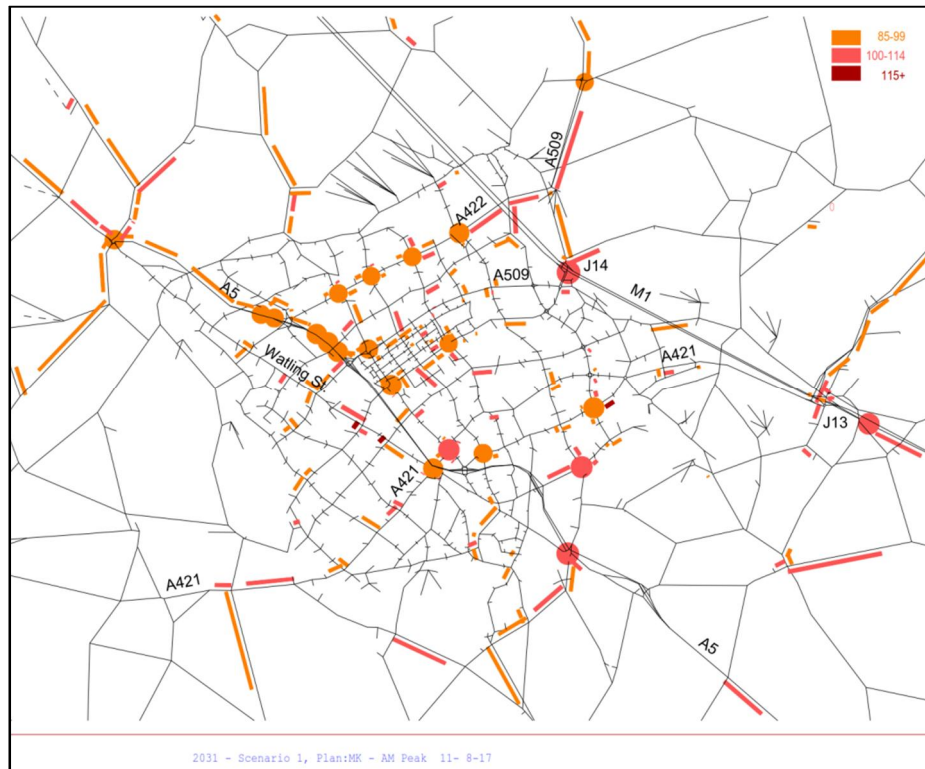 85-99
100-114
115+
A509
A422
A509
J14
A5
M1
Watling St.
A421
J13
A421
A421
A5
2031 - Scenario 1, Plan:MK - AM Peak 11- 8-17